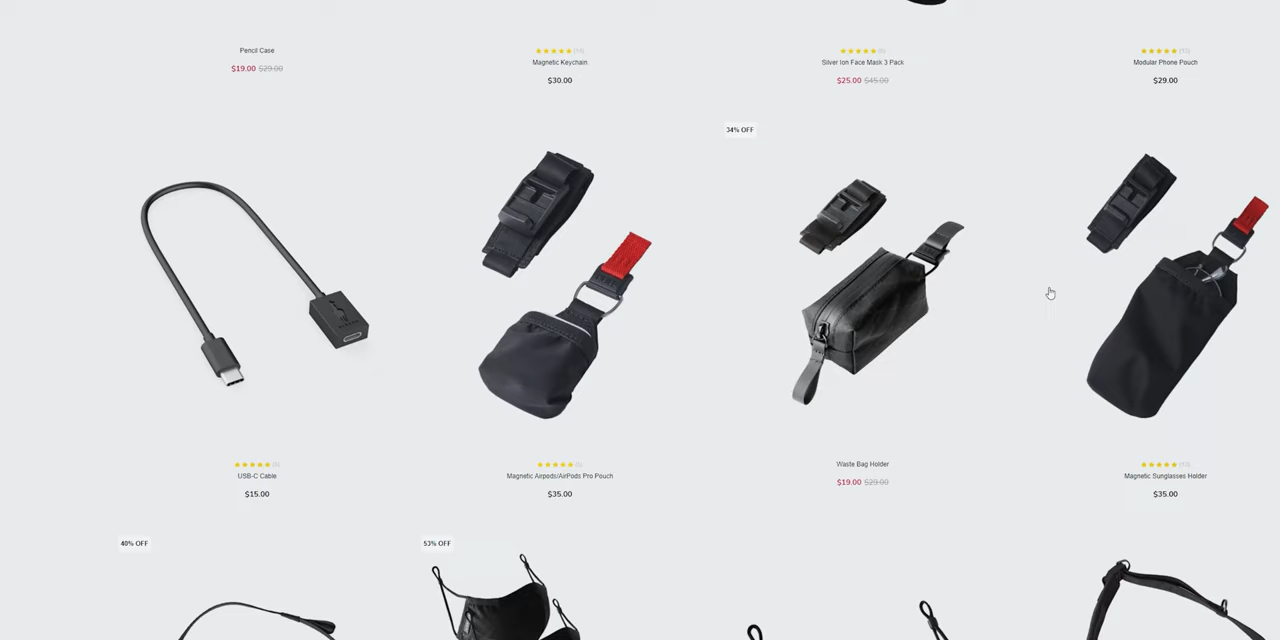 Pencil Case
$19.00 $29.00
(14)
Magnetic Keychain
$30.00
Silver Ion Face Mask 3 Pack
$25.00 $45.00
Modular Phone Pouch
$29.00
34% OFF
USB-C Cable
$15.00
Magnetic Airpods/AirPods Pro Pouch
$35.00
Waste Bag Holder
$19.00 $29.00
Magnetic Sunglasses Holder
$35.00
40% OFF
53% OFF